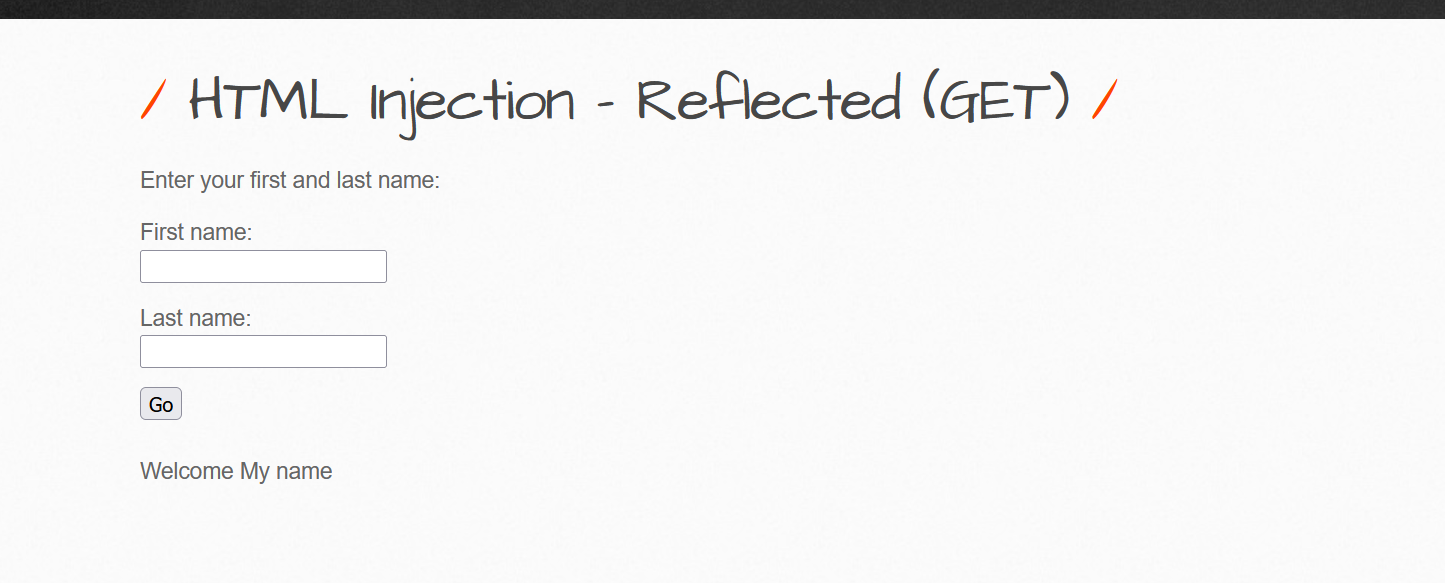 / HTML Injection - Reflected (GET) /
Enter your first and last name:
First name:
Last name:
Go
Welcome My name